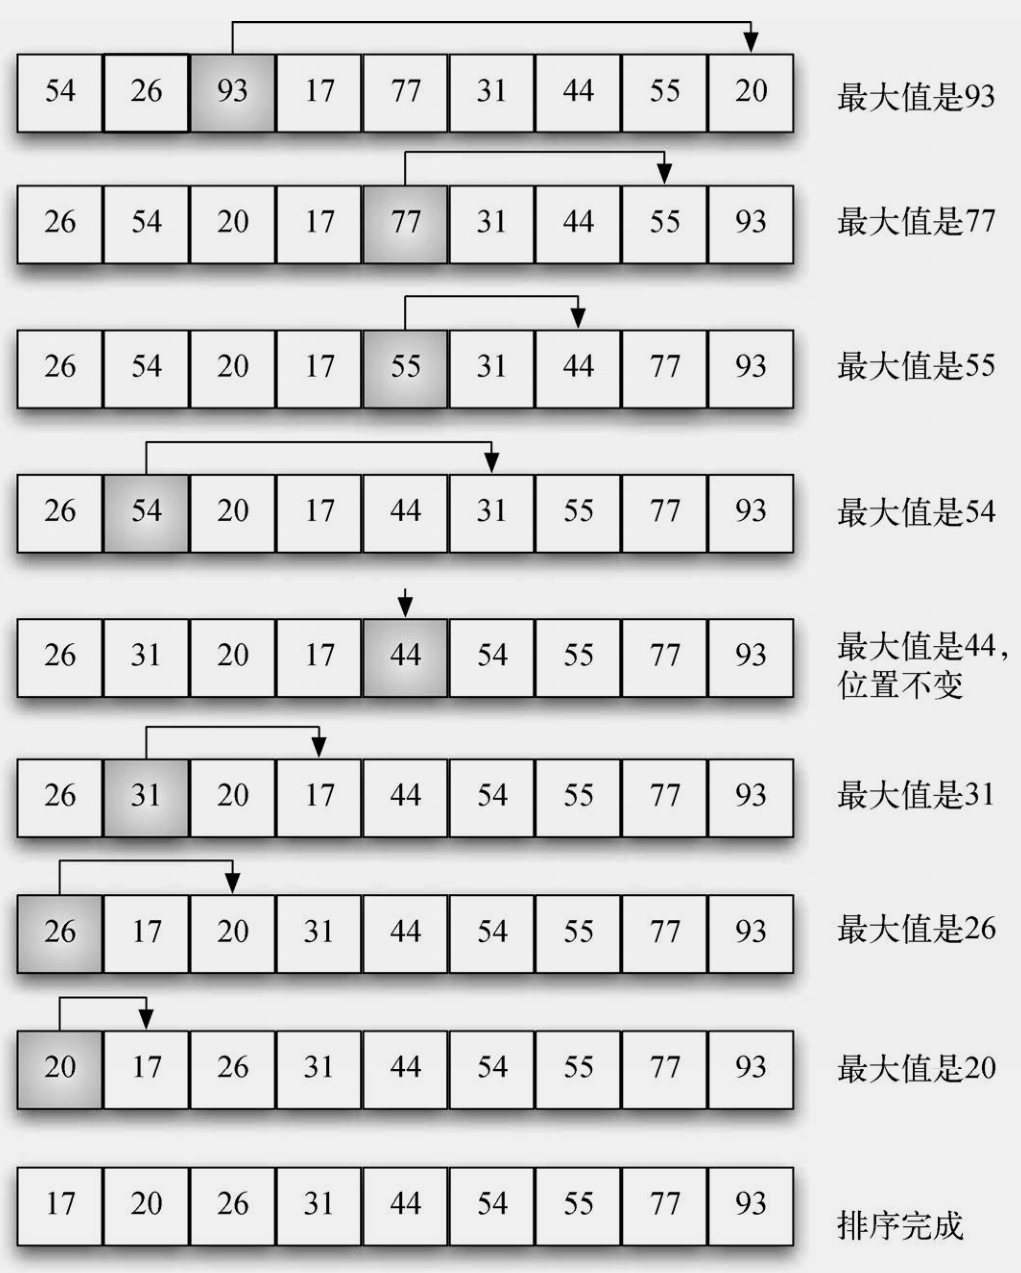 54 26 93 17 77 31 44 55 20 最大值是93
26 54 20 17 77 31 44 55 93 最大值是77
26 54 20 17 55 31 44 77 93 最大值是55
26 54 20 17 44 31 55 77 93 最大值是54
26 31 20 17 44 54 55 77 93 最大值是44，
位置不变
26 31 20 17 44 54 55 77 93 最大值是31
26 17 20 31 44 54 55 77 93 最大值是26
20 17 26 31 44 54 55 77 93 最大值是20
17 20 26 31 44 54 55 77 93 排序完成